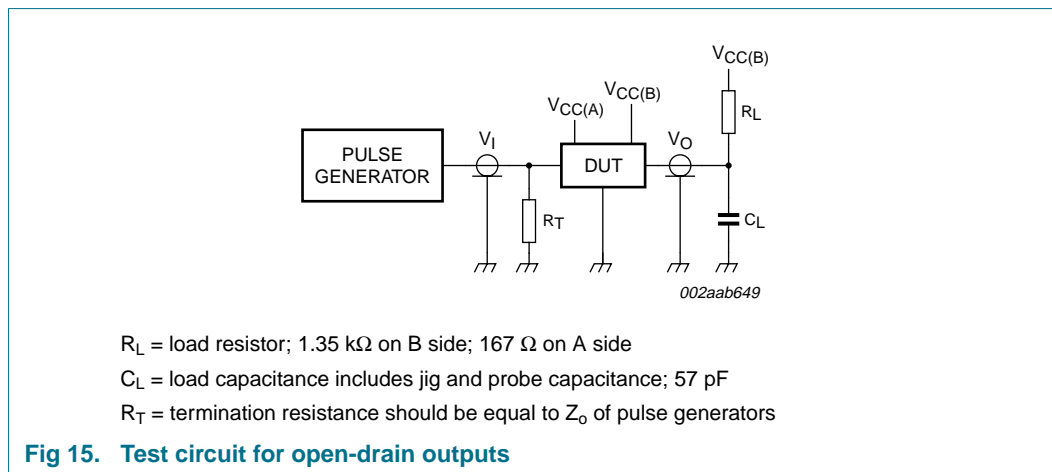 VCC(B)
VCC(B)
RL
VCC(A)
VI
VO
PULSE
GENERATOR
DUT
RT
CL
002aab649
RL = load resistor; 1.35 kΩ on B side; 167 Ω on A side
CL = load capacitance includes jig and probe capacitance; 57 pF
RT = termination resistance should be equal to Zo of pulse generators
Fig 15. Test circuit for open-drain outputs